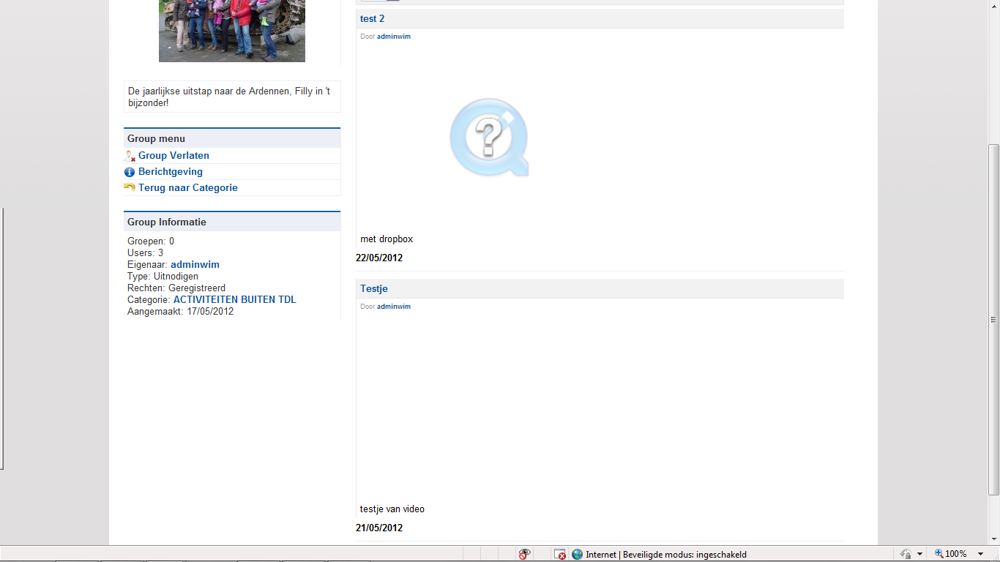 De jaarlijkse uitstap naar de Ardennen, Filly in 't
bijzonder!
Group menu
Group Verlaten
Berichtgeving
Terug naar Categorie
Group Informatie
Groepen: 0
Users: 3
Eigenaar: adminwim
Type: Uitnodigen
Rechten: Geregistreerd
Categorie: ACTIVITEITEN BUITEN TDL
Aangemaakt: 17/05/2012
test 2
Door adminwim
?
met dropbox
22/05/2012
Testje
Door adminwim
testje van video
21/05/2012
Internet | Beveiligde modus: ingeschakeld
100%